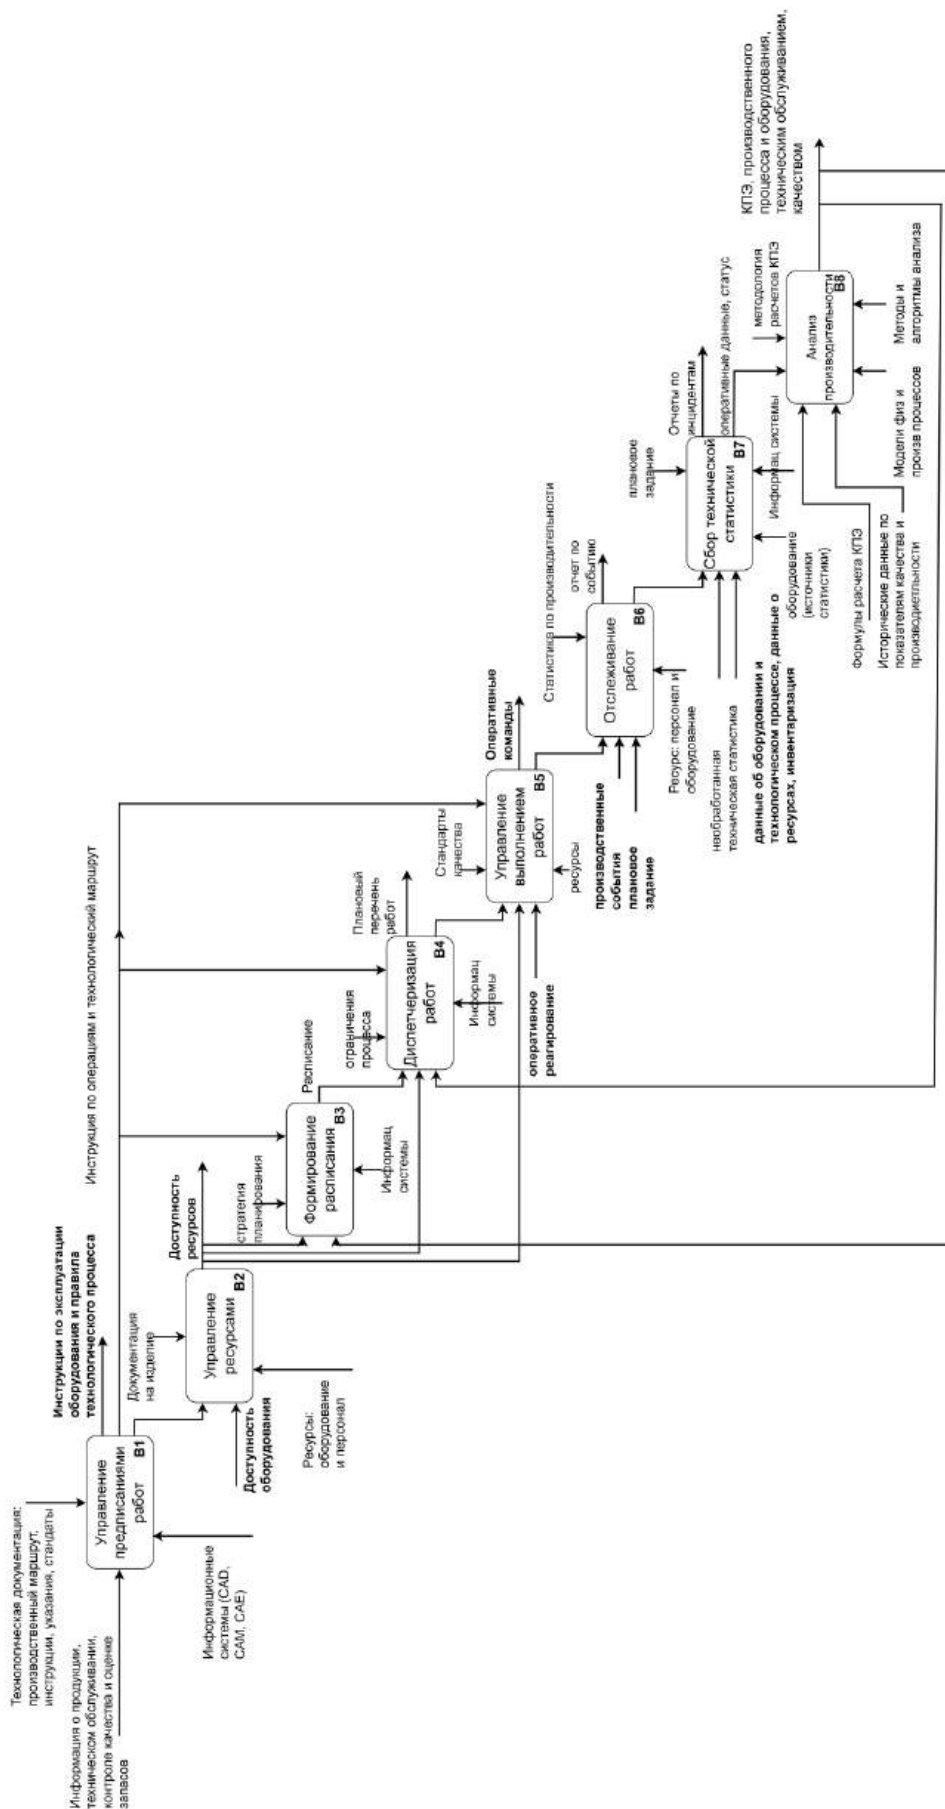 Технологическая документация:
производственный маршрут,
инструкции, указания, стандаты
Информация о продукции,
техническом обслуживании,
контроле качества и оценке
запасов
Управление
предписаниями
работ
B1
Информационные
системы (CAD,
CAM, CAE)
Инструкции по эксплуатации
оборудования и правила
технологического процесса
Инструкция по операциям и технологический маршрут
Документация
на изделие
Управление
ресурсами
B2
Доступность
оборудования
Ресурсы:
оборудование
и персонал
Доступность
ресурсов
стратегия
планирования
Формирование
расписания
B3
Информац
системы
Расписание
ограничения
процесса
Диспетчеризация
работ
B4
Информац
системы
Плановый
перечень
работ
Стандарты
качества
Управление
выполнением
работ
B5
ресурсы
оперативное
реагирование
Оперативные
команды
Статистика по производительности
Отслеживание
работ
B6
производственные
события
плановое
задание
Ресурс: персонал и
оборудование
отчет по
событию
плановое
задание
Сбор технической
статистики
B7
необработанная
техническая статистика
данные об оборудовании и
технологическом процессе, данные о
ресурсах, инвентаризация
оборудование
(источники
статистики)
Информац системы
Отчеты по
инцидентам
оперативные данные, статус
методология
расчетов КПЭ
Анализ
производительности
B8
Формулы расчета КПЭ
Исторические данные по
показателям качества и
производиетльности
Модели физ и
произв процессов
Методы и
алгоритмы анализа
КПЭ, производственного
процесса и оборудования,
техническим обслуживанием,
качеством